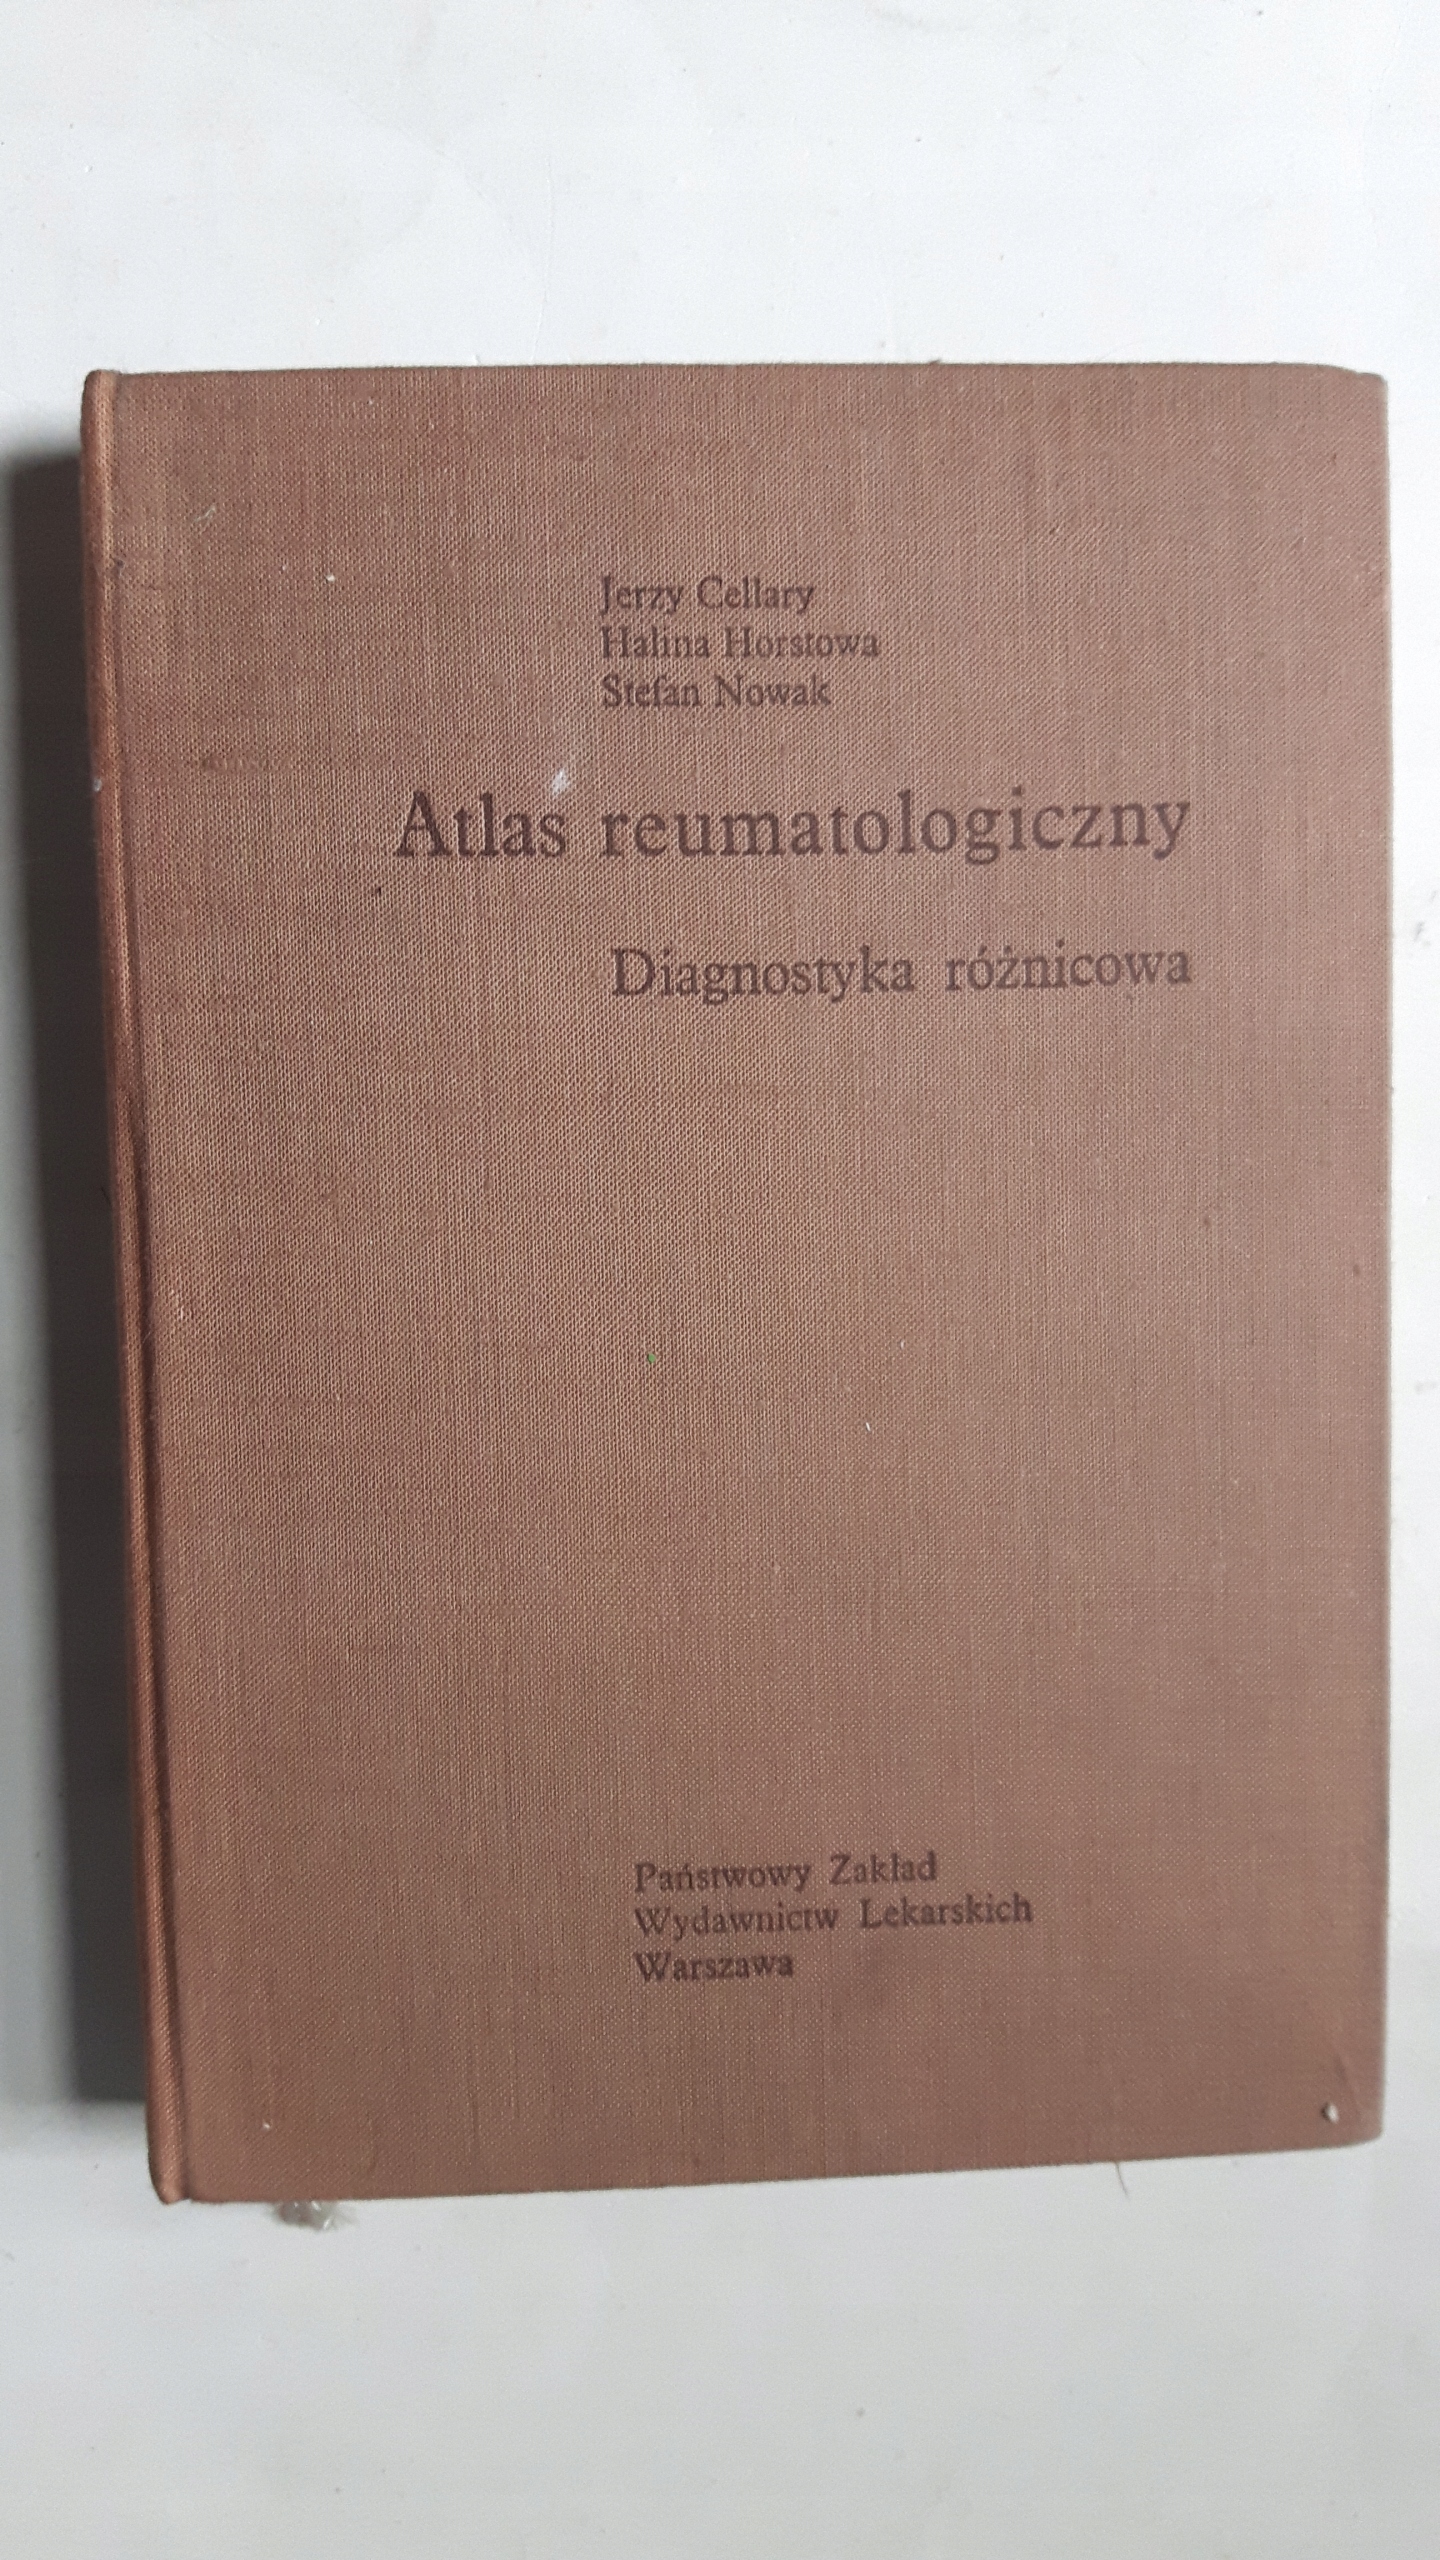 Jerzy Cellary
Halina Horstowa
Stefan Nowak
Atlas reumatologiczny
Diagnostyka różnicowa
Państwowy Zakład
Wydawnictw Lekarskich
Warszawa